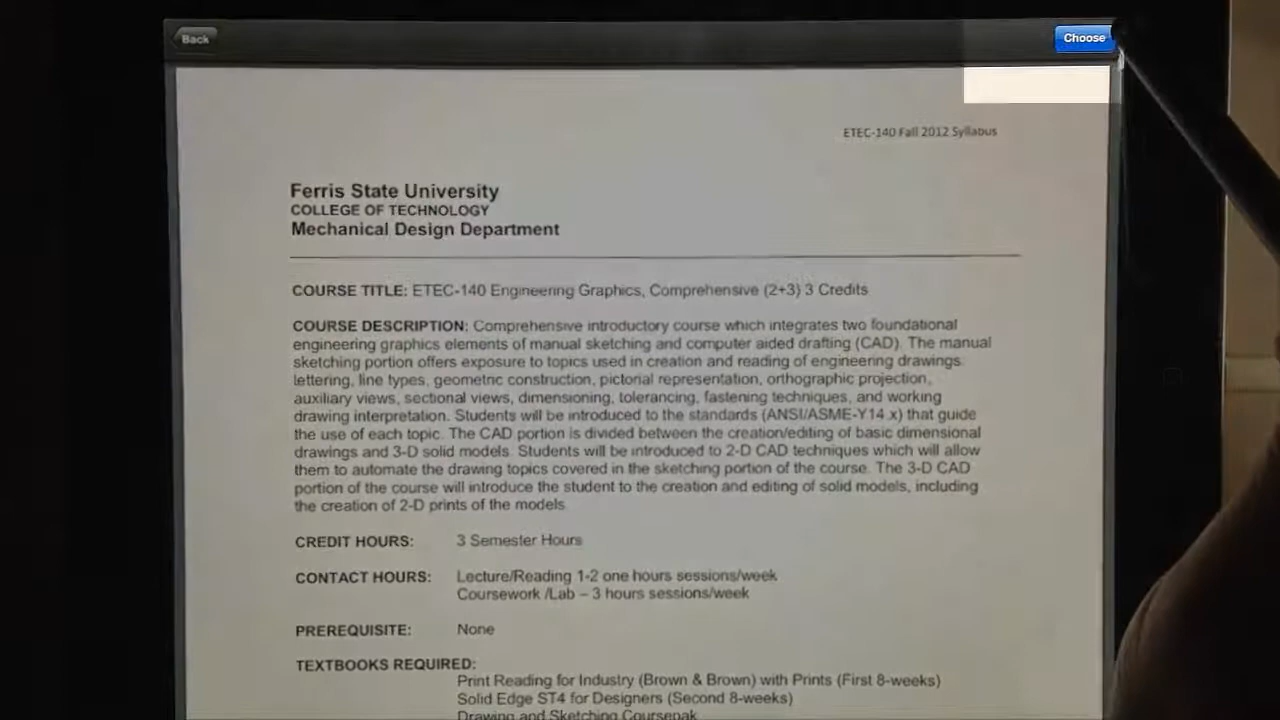 Back
Choose
ETEC-140 Fall 2012 Syllabus
Ferris State University
COLLEGE OF TECHNOLOGY
Mechanical Design Department
COURSE TITLE: ETEC-140 Engineering Graphics, Comprehensive (2+3) 3 Credits
COURSE DESCRIPTION: Comprehensive introductory course which integrates two foundational
engineering graphics elements of manual sketching and computer aided drafting (CAD). The manual
sketching portion offers exposure to topics used in creation and reading of engineering drawings
lettering, line types, geometric construction, pictorial representation, orthographic projection,
auxiliary views, sectional views, dimensioning, tolerancing, fastening techniques, and working
drawing interpretation. Students will be introduced to the standards (ANSI/ASME-Y14.x) that guide
the use of each topic. The CAD portion is divided between the creation/editing of basic dimensional
drawings and 3-D solid models. Students will be introduced to 2-D CAD techniques which will allow
them to automate the drawing topics covered in the sketching portion of the course. The 3-D CAD
portion of the course will introduce the student to the creation and editing of solid models, including
the creation of 2-D prints of the models.
CREDIT HOURS: 3 Semester Hours
CONTACT HOURS: Lecture/Reading 1-2 one hours sessions/week
Coursework /Lab – 3 hours sessions/week
PREREQUISITE: None
TEXTBOOKS REQUIRED:
Print Reading for Industry (Brown & Brown) with Prints (First 8-weeks)
Solid Edge ST4 for Designers (Second 8-weeks)
Drawing and Sketching Coursepak